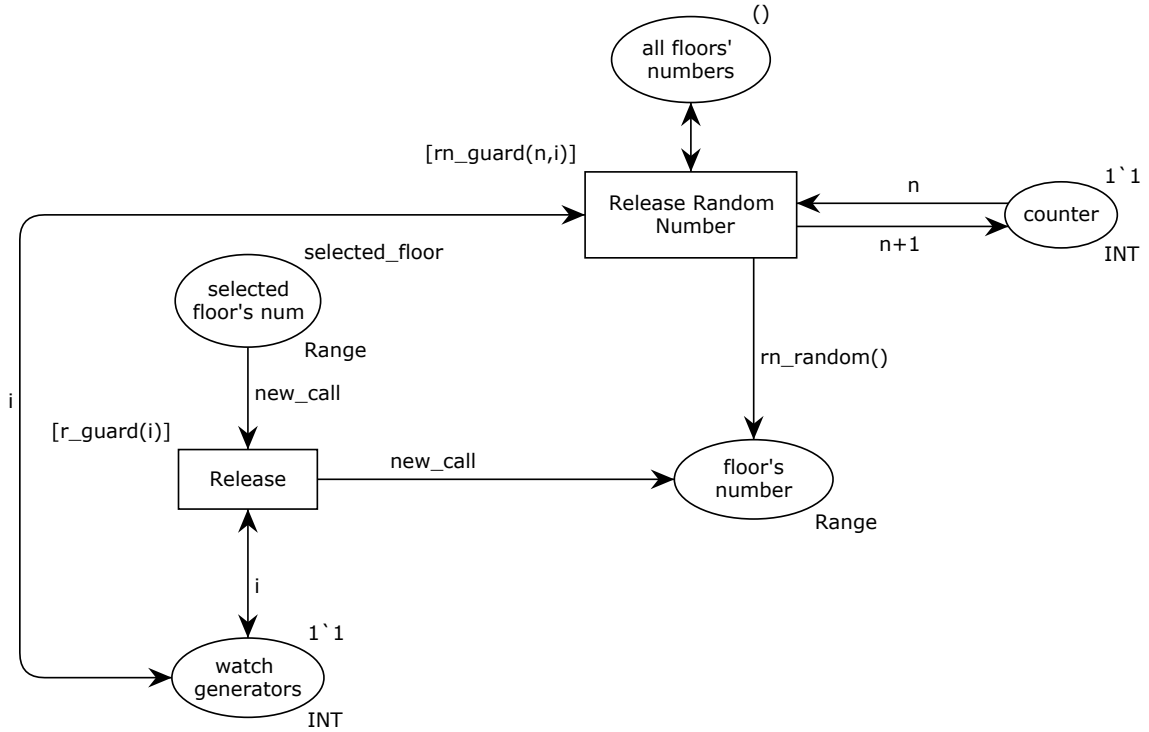 ()
all floors'
numbers
[rn_guard(n,i)]
Release Random
Number
n
n+1
1`1
counter
INT
selected_floor
selected
floor's num
Range
new_call
rn_random()
i
[r_guard(i)]
Release
new_call
floor's
number
Range
i
1`1
watch
generators
INT